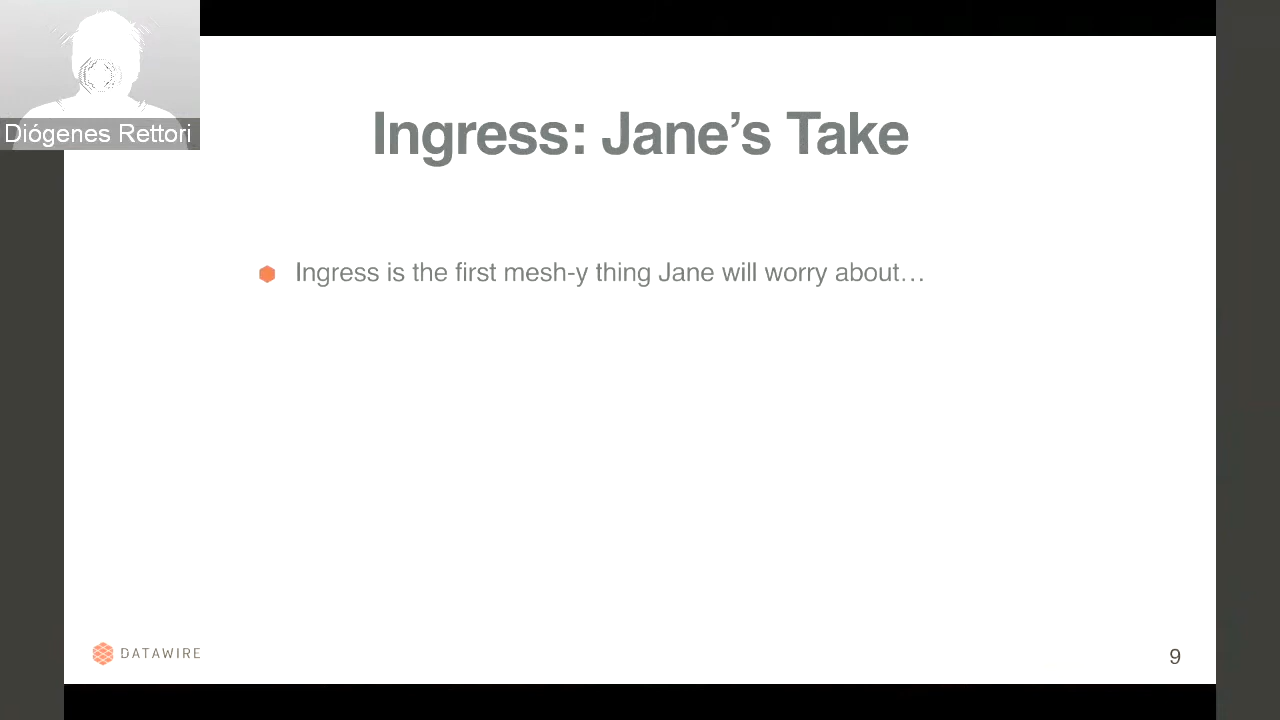 Diógenes Rettori
Ingress: Jane’s Take
Ingress is the first mesh-y thing Jane will worry about…
DATAWIRE
9